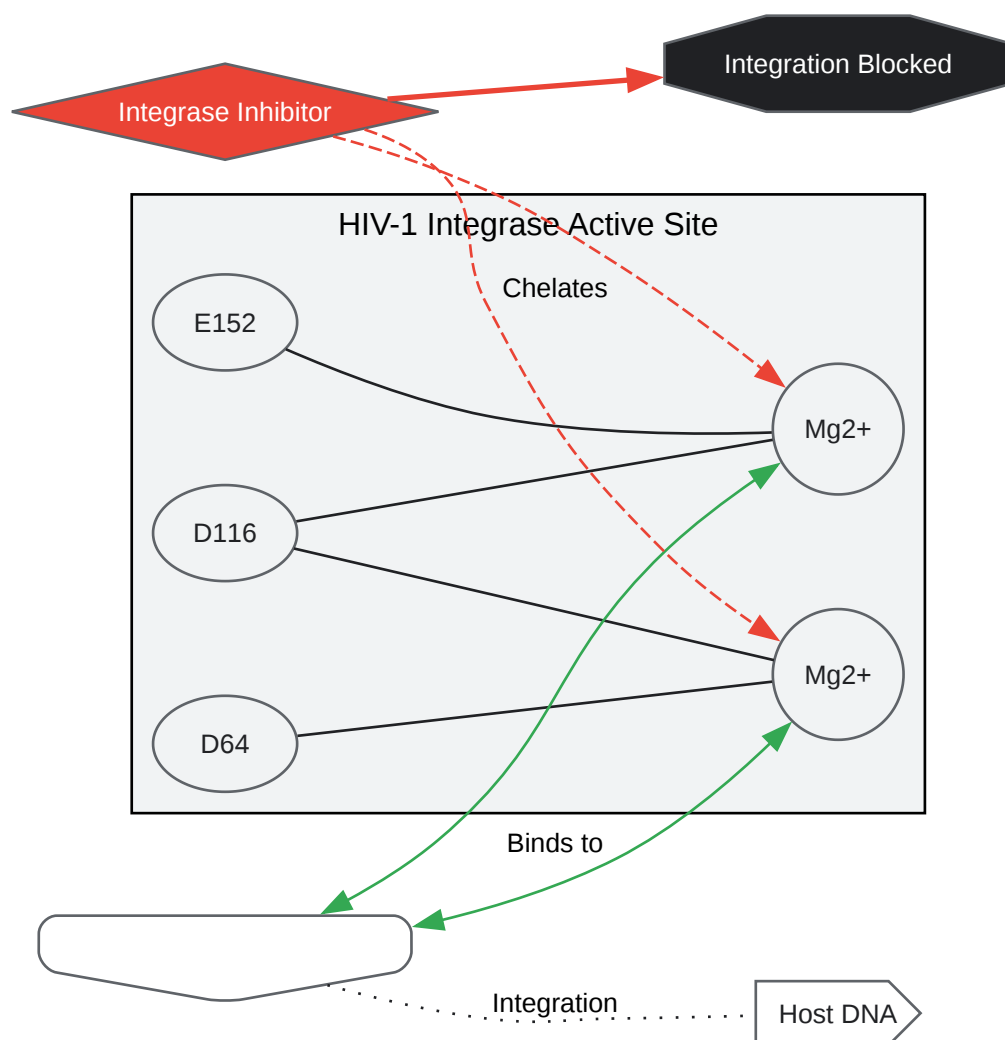 Integration Blocked
Integrase Inhibitor
HIV-1 Integrase Active Site
Chelates
E152
Mg2+
D116
Mg2+
D64
Binds to
Integration
Host DNA